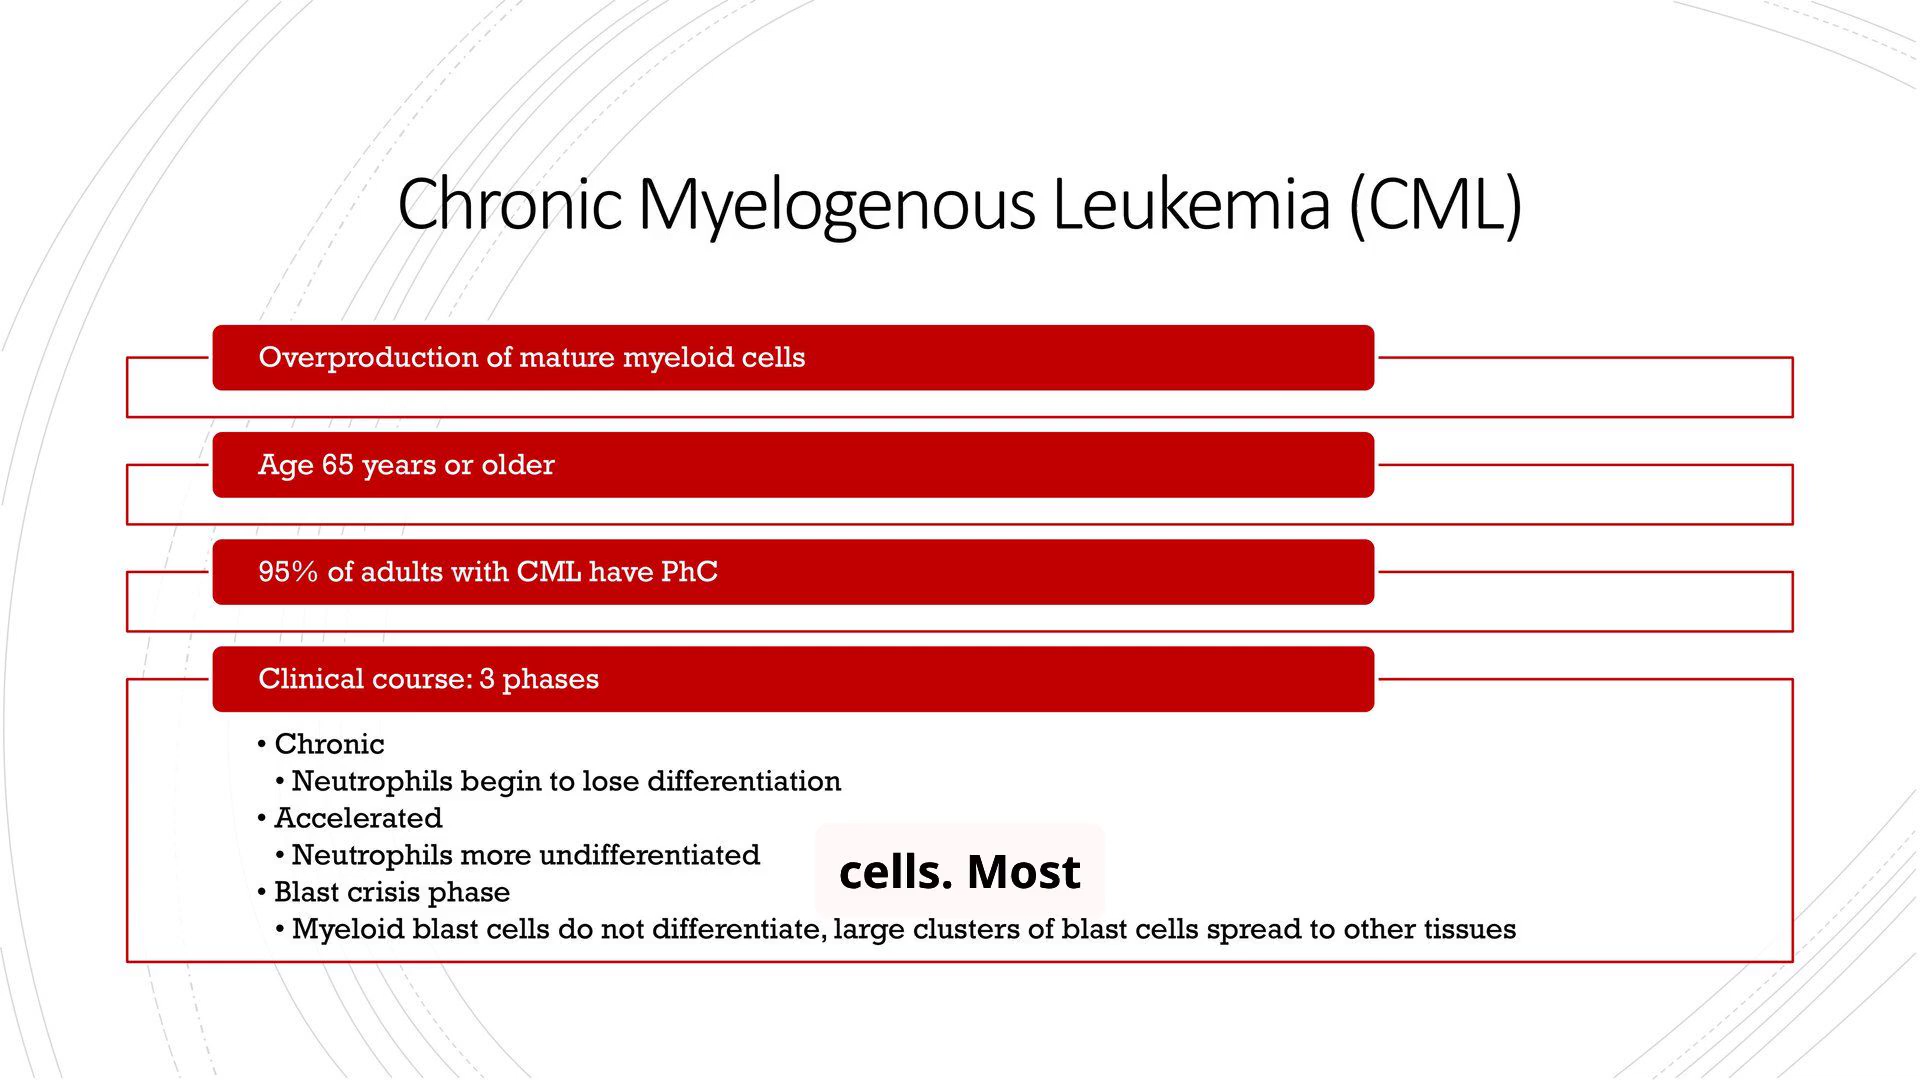 Chronic Myelogenous Leukemia (CML)
Overproduction of mature myeloid cells
Age 65 years or older
95% of adults with CML have PhC
Clinical course: 3 phases
• Chronic
• Neutrophils begin to lose differentiation
• Accelerated
• Neutrophils more undifferentiated
cells. Most
• Blast crisis phase
• Myeloid blast cells do not differentiate, large clusters of blast cells spread to other tissues